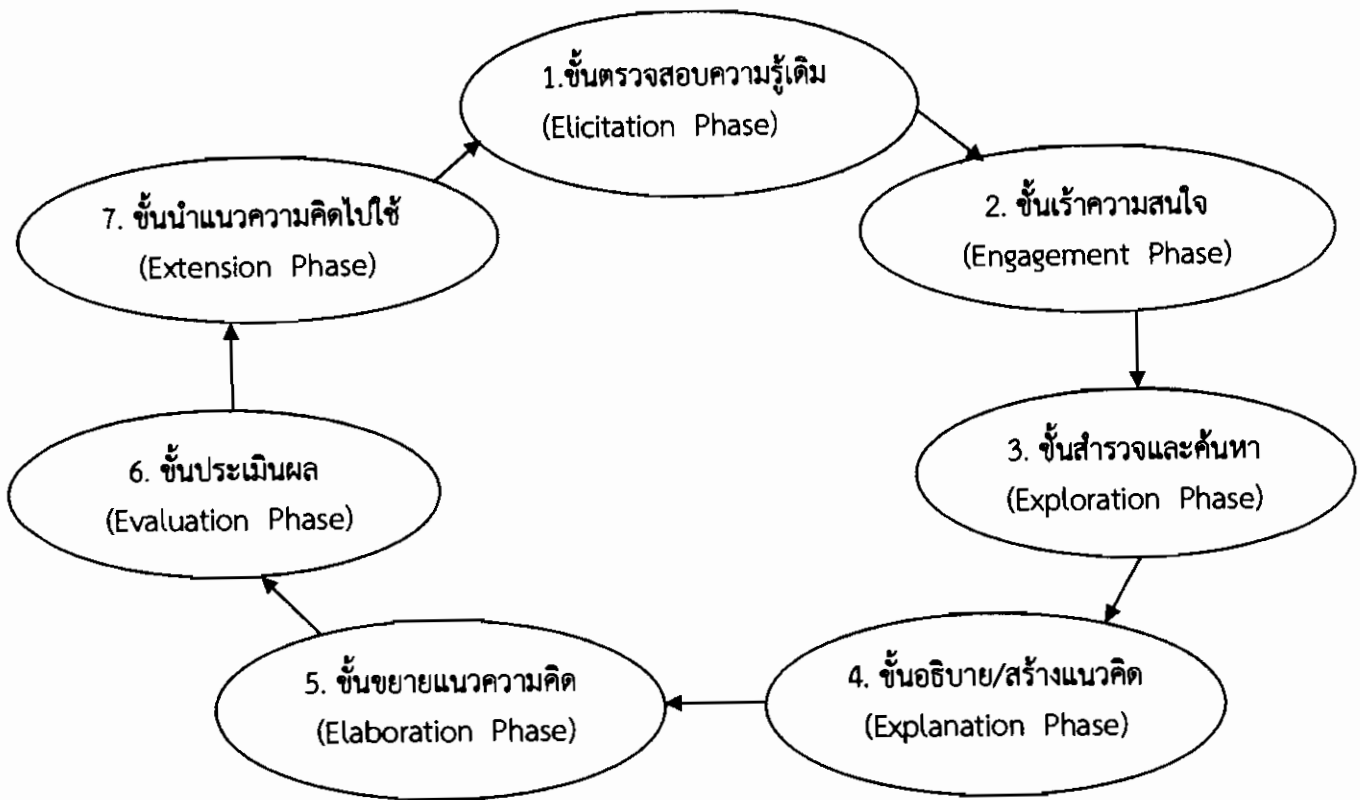 1.ขั้นตรวจสอบความรู้เดิม
(Elicitation Phase)
2. ขั้นเร้าความสนใจ
(Engagement Phase)
3. ขั้นสำรวจและค้นหา
(Exploration Phase)
4. ขั้นอธิบาย/สร้างแนวคิด
(Explanation Phase)
5. ขั้นขยายแนวความคิด
(Elaboration Phase)
6. ขั้นประเมินผล
(Evaluation Phase)
7. ขั้นนำแนวความคิดไปใช้
(Extension Phase)